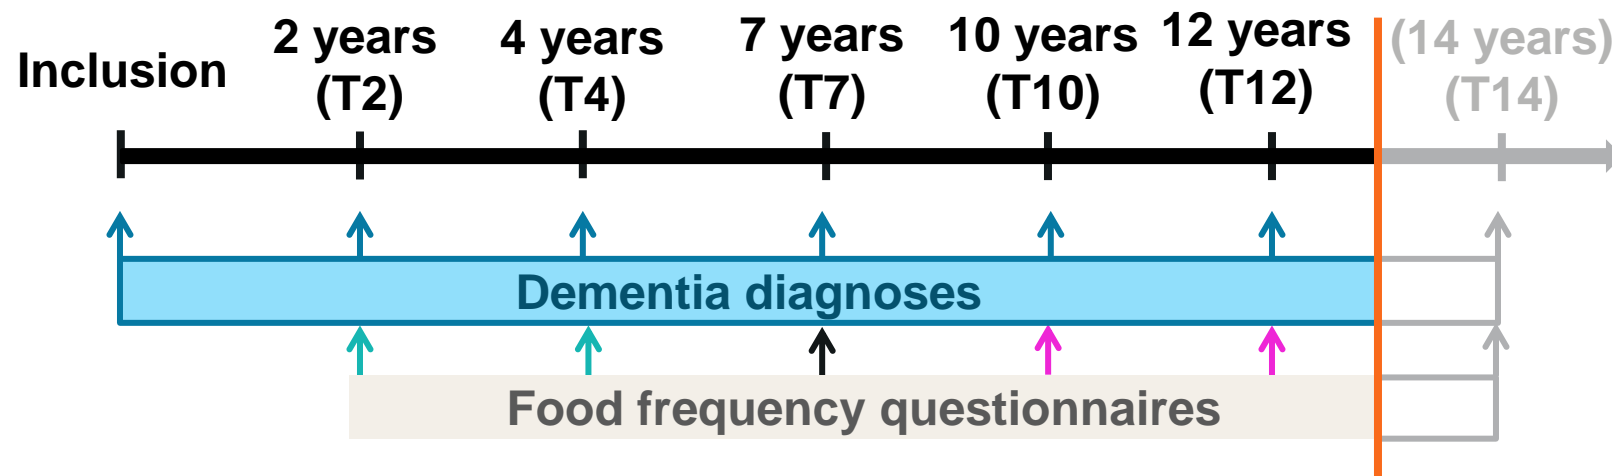 Inclusion
2 years
(T2)
4 years
(T4)
7 years
(T7)
10 years
(T10)
12 years
(T12)
(14 years)
(T14)
Dementia diagnoses
Food frequency questionnaires